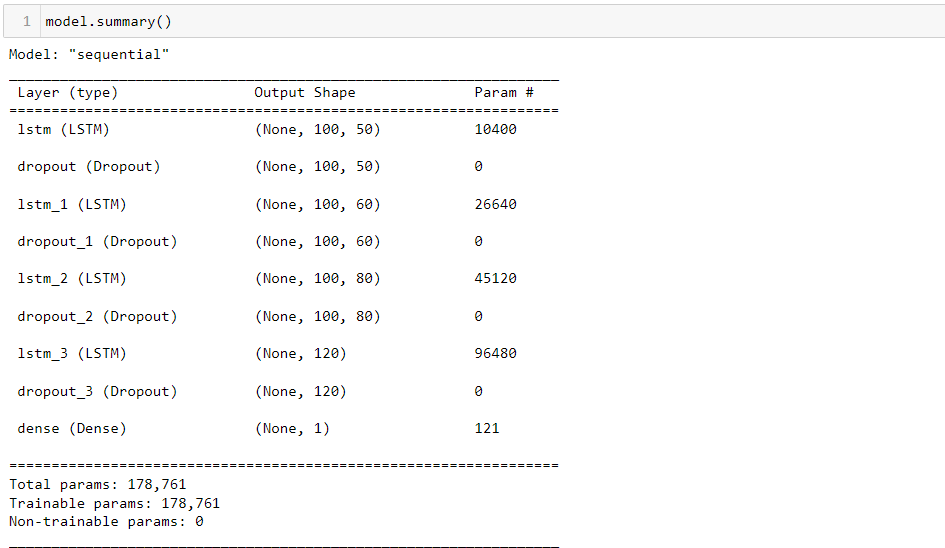 1 model.summary()
Model: "sequential"
_________________________________________________________________
Layer (type) Output Shape Param #
=================================================================
lstm (LSTM) (None, 100, 50) 10400
dropout (Dropout) (None, 100, 50) 0
lstm_1 (LSTM) (None, 100, 60) 26640
dropout_1 (Dropout) (None, 100, 60) 0
lstm_2 (LSTM) (None, 100, 80) 45120
dropout_2 (Dropout) (None, 100, 80) 0
lstm_3 (LSTM) (None, 120) 96480
dropout_3 (Dropout) (None, 120) 0
dense (Dense) (None, 1) 121
=================================================================
Total params: 178,761
Trainable params: 178,761
Non-trainable params: 0
_________________________________________________________________